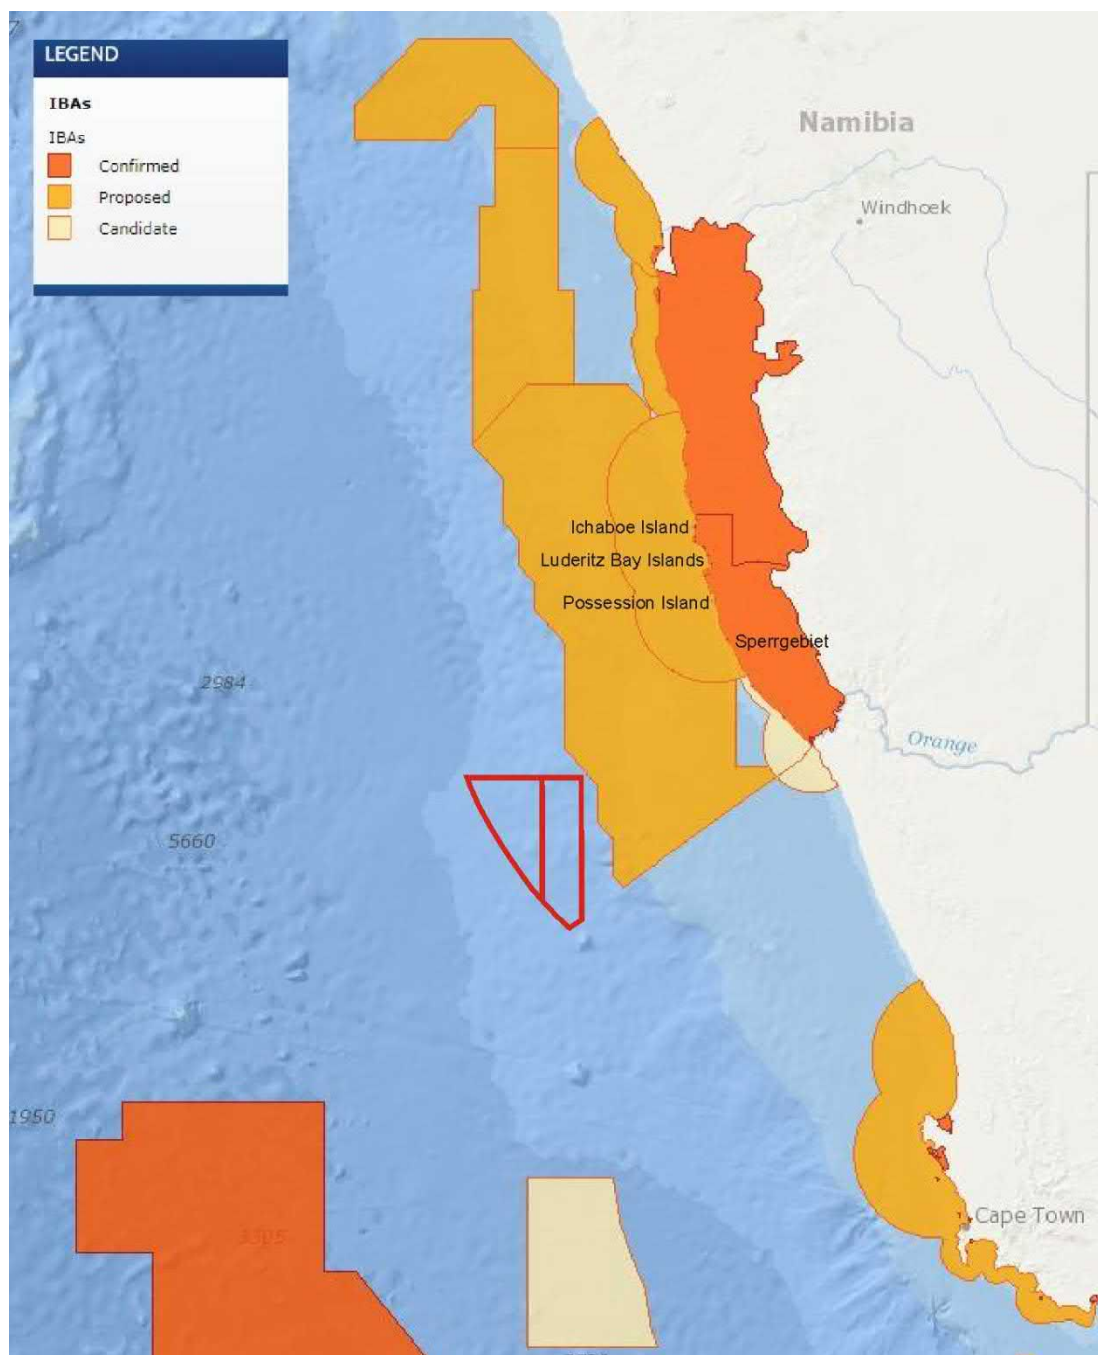 LEGEND
IBAs
IBAs
Confirmed
Proposed
Candidate
Namibia
Windhoek
Ichaboe Island
Luderitz Bay Islands
Possession Island
Sperrgebiet
2984
Orange
5660
1950
Cape Town